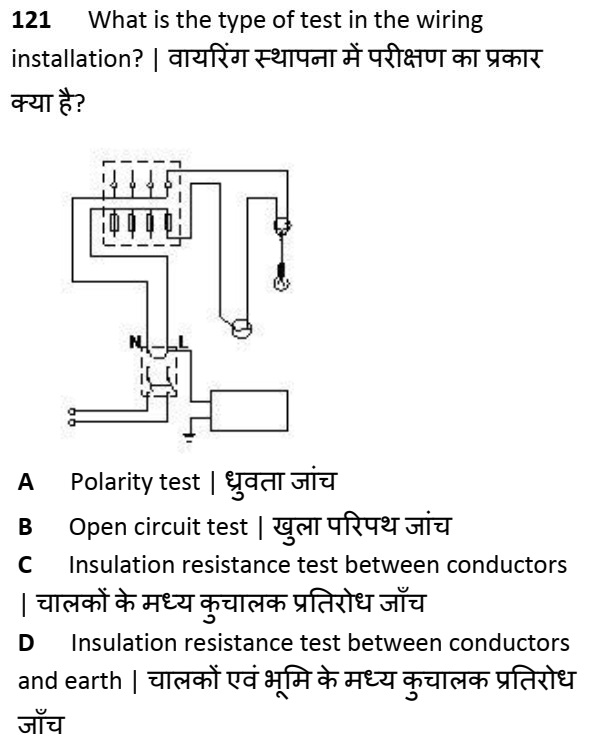 121 What is the type of test in the wiring
installation? | वायरिंग स्थापना में परीक्षण का प्रकार
क्या है?
N L
A Polarity test | ध्रुवता जांच
B Open circuit test | खुला परिपथ जांच
C Insulation resistance test between conductors
| चालकों के मध्य कुचालक प्रतिरोध जाँच
D Insulation resistance test between conductors
and earth | चालकों एवं भूमि के मध्य कुचालक प्रतिरोध
जाँच